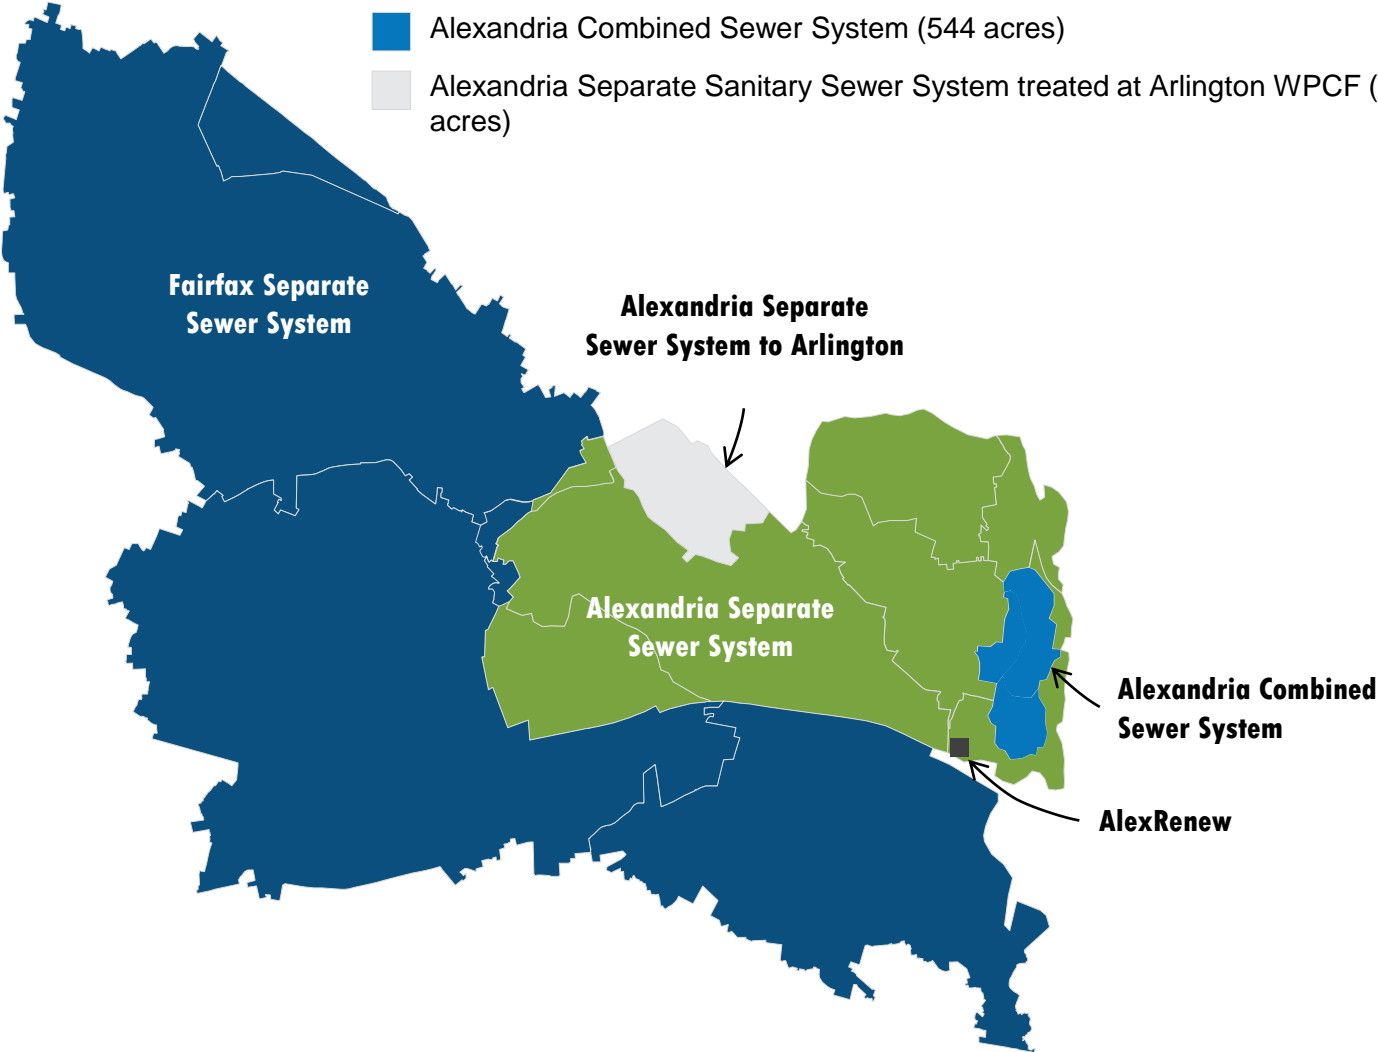 Alexandria Combined Sewer System (544 acres)
Alexandria Separate Sanitary Sewer System treated at Arlington WPCF (
acres)
Fairfax Separate
Sewer System
Alexandria Separate
Sewer System to Arlington
Alexandria Separate
Sewer System
Alexandria Combined
Sewer System
AlexRenew